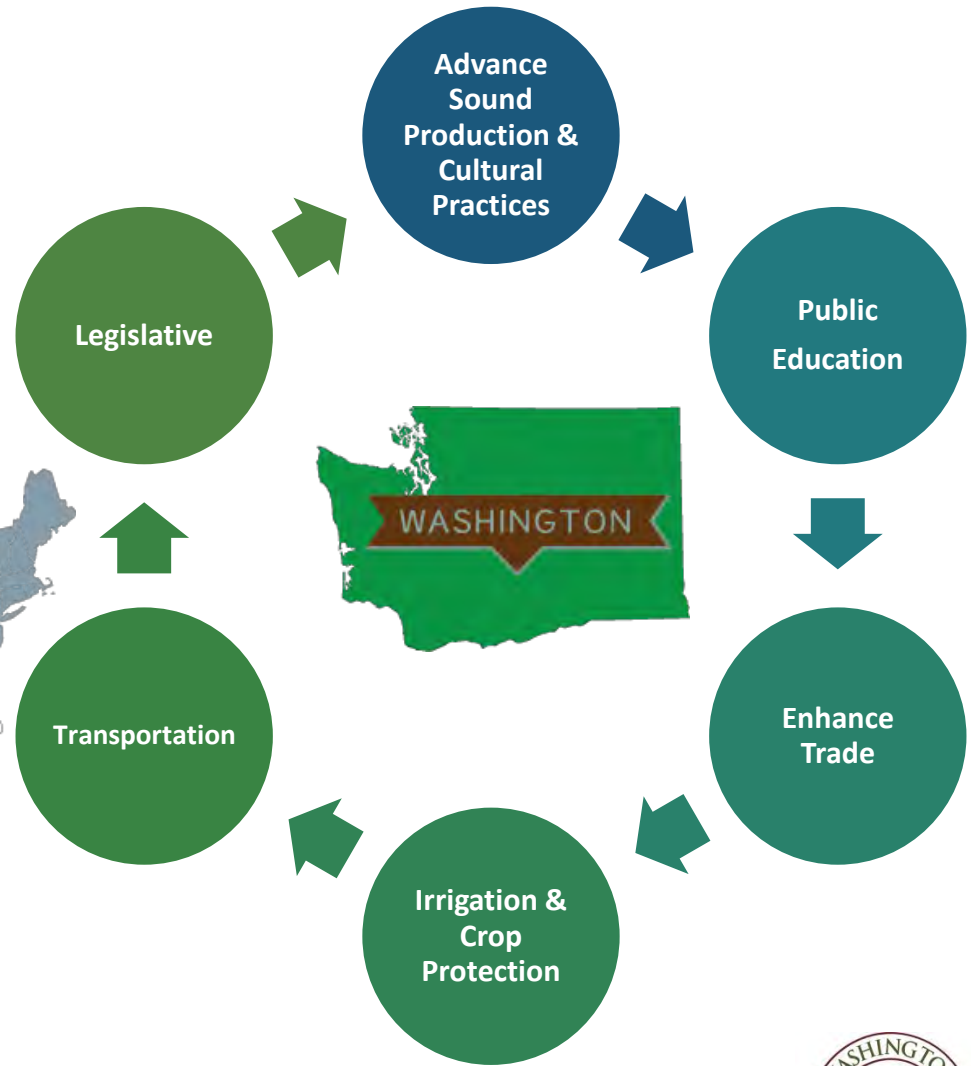 Advance
Sound
Production &
Cultural
Practices
Public
Education
Enhance
Trade
Irrigation &
Crop
Protection
Transportation
Legislative
WASHINGTON